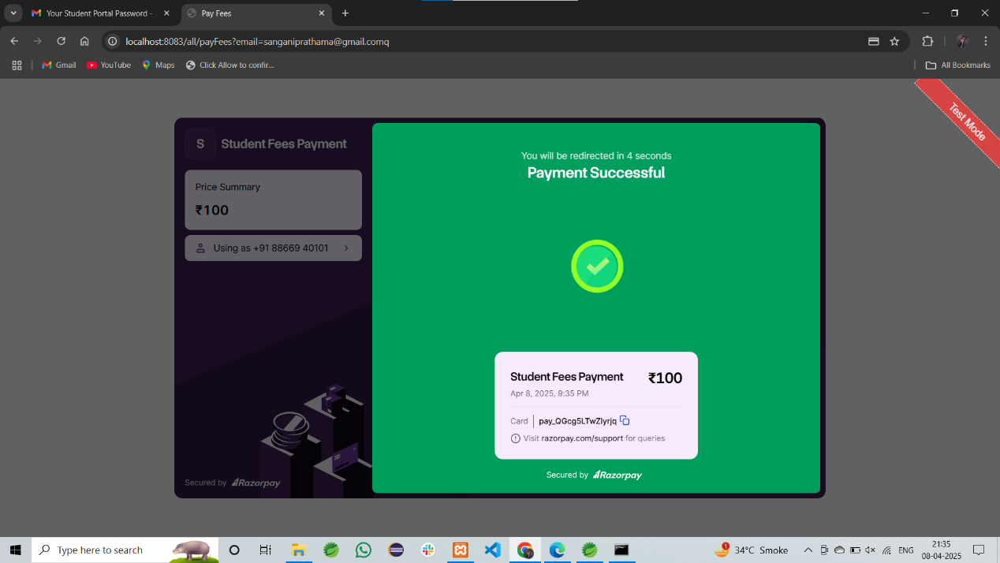 Your Student Portal Password -
Pay Fees
localhost:8083/all/payFees?email=sanganiprathama@gmail.comq
Gmail
YouTube
Maps
Click Allow to confir...
All Bookmarks
Test Mode
S
Student Fees Payment
Price Summary
₹100
Using as +91 88669 40101
Secured by Razorpay
You will be redirected in 4 seconds
Payment Successful
Student Fees Payment
₹100
Apr 8, 2025, 9:35 PM
Card
pay_QGcg5LTwZIyrjq
Visit razorpay.com/support for queries
Secured by Razorpay
Type here to search
1
34°C Smoke
ENG
21:35
08-04-2025